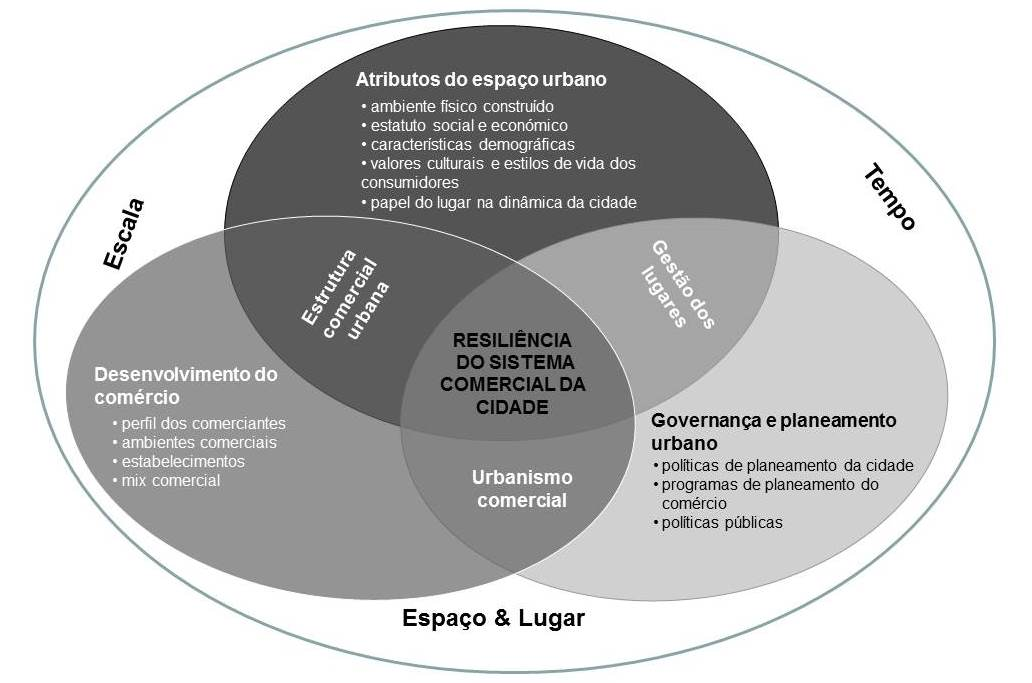 Atributos do espaço urbano
• ambiente físico construído
• estatuto social e económico
• características demográficas
• valores culturais e estilos de vida dos
consumidores
• papel do lugar na dinâmica da cidade
Escala
Tempo
Estrutura
comercial
urbana
Gestão dos
lugares
RESILIÊNCIA
DO SISTEMA
COMERCIAL DA
CIDADE
Desenvolvimento do
comércio
• perfil dos comerciantes
• ambientes comerciais
• estabelecimentos
• mix comercial
Governança e planeamento
urbano
• políticas de planeamento da cidade
• programas de planeamento do
comércio
• políticas públicas
Urbanismo
comercial
Espaço & Lugar